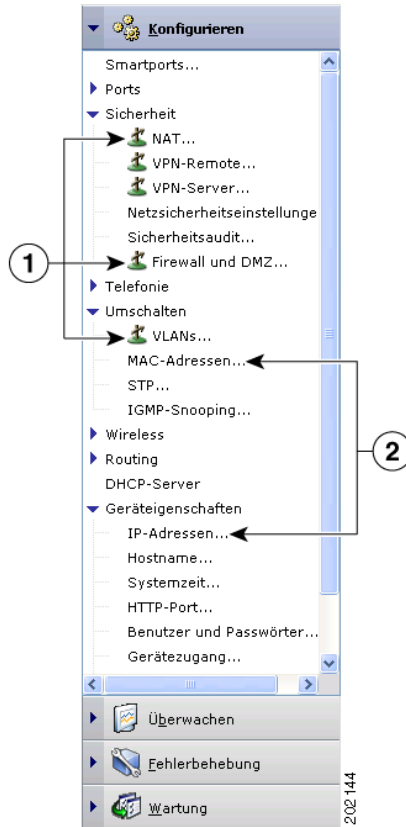 Konfigurieren
Smartports...
Ports
Sicherheit
NAT...
VPN-Remote...
VPN-Server...
Netzsicherheitseinstellunge
Sicherheitsaudit...
1
Firewall und DMZ...
Telefonie
Umschalten
VLANs...
MAC-Adressen...
STP...
IGMP-Snooping...
2
Wireless
Routing
DHCP-Server
Geräteigenschaften
IP-Adressen...
Hostname...
Systemzeit...
HTTP-Port...
Benutzer und Passwörter...
Gerätezugang...
Überwachen
Fehlerbehebung
Wartung
202144